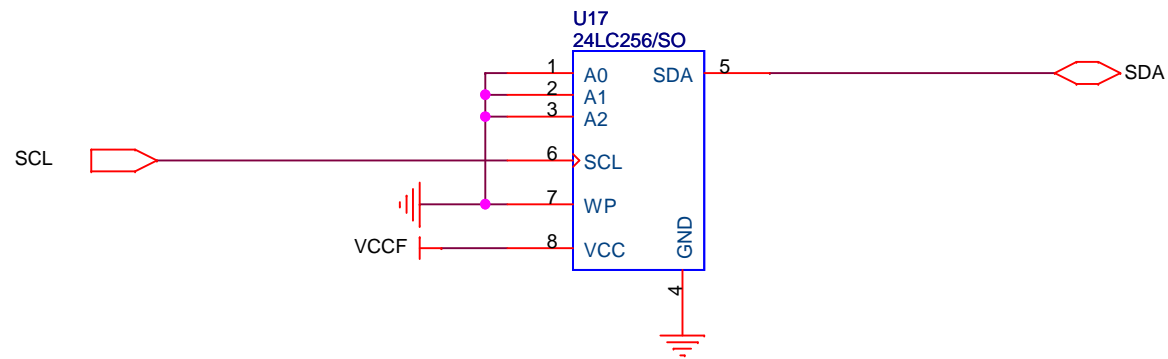 U17
24LC256/SO
1
A0
SDA
5
SDA
2
A1
3
A2
SCL
6
SCL
7
WP
VCCF
8
VCC
GND
4